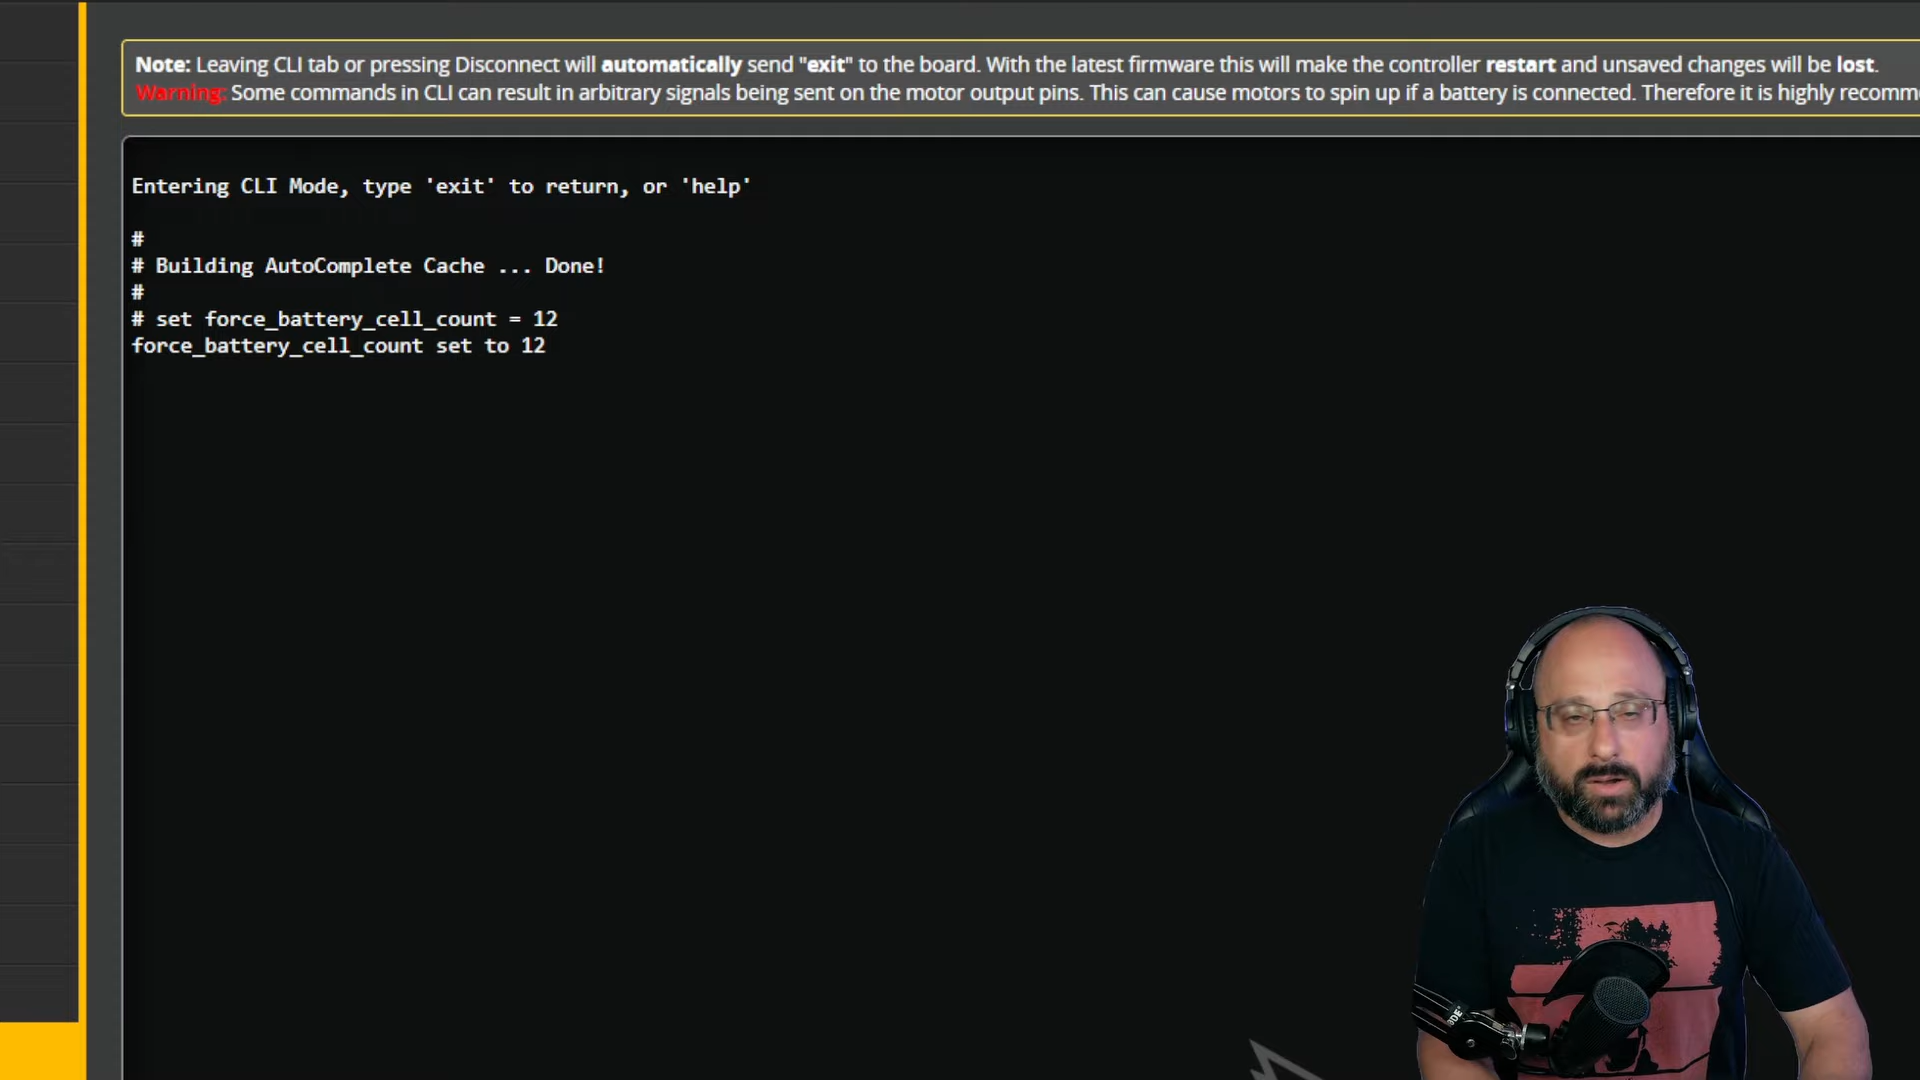 Note: Leaving CLI tab or pressing Disconnect will automatically send "exit" to the board. With the latest firmware this will make the controller restart and unsaved changes will be lost.
Warning: Some commands in CLI can result in arbitrary signals being sent on the motor output pins. This can cause motors to spin up if a battery is connected. Therefore it is highly recomm
Entering CLI Mode, type 'exit' to return, or 'help'
#
# Building AutoComplete Cache ... Done!
#
# set force_battery_cell_count = 12
force_battery_cell_count set to 12